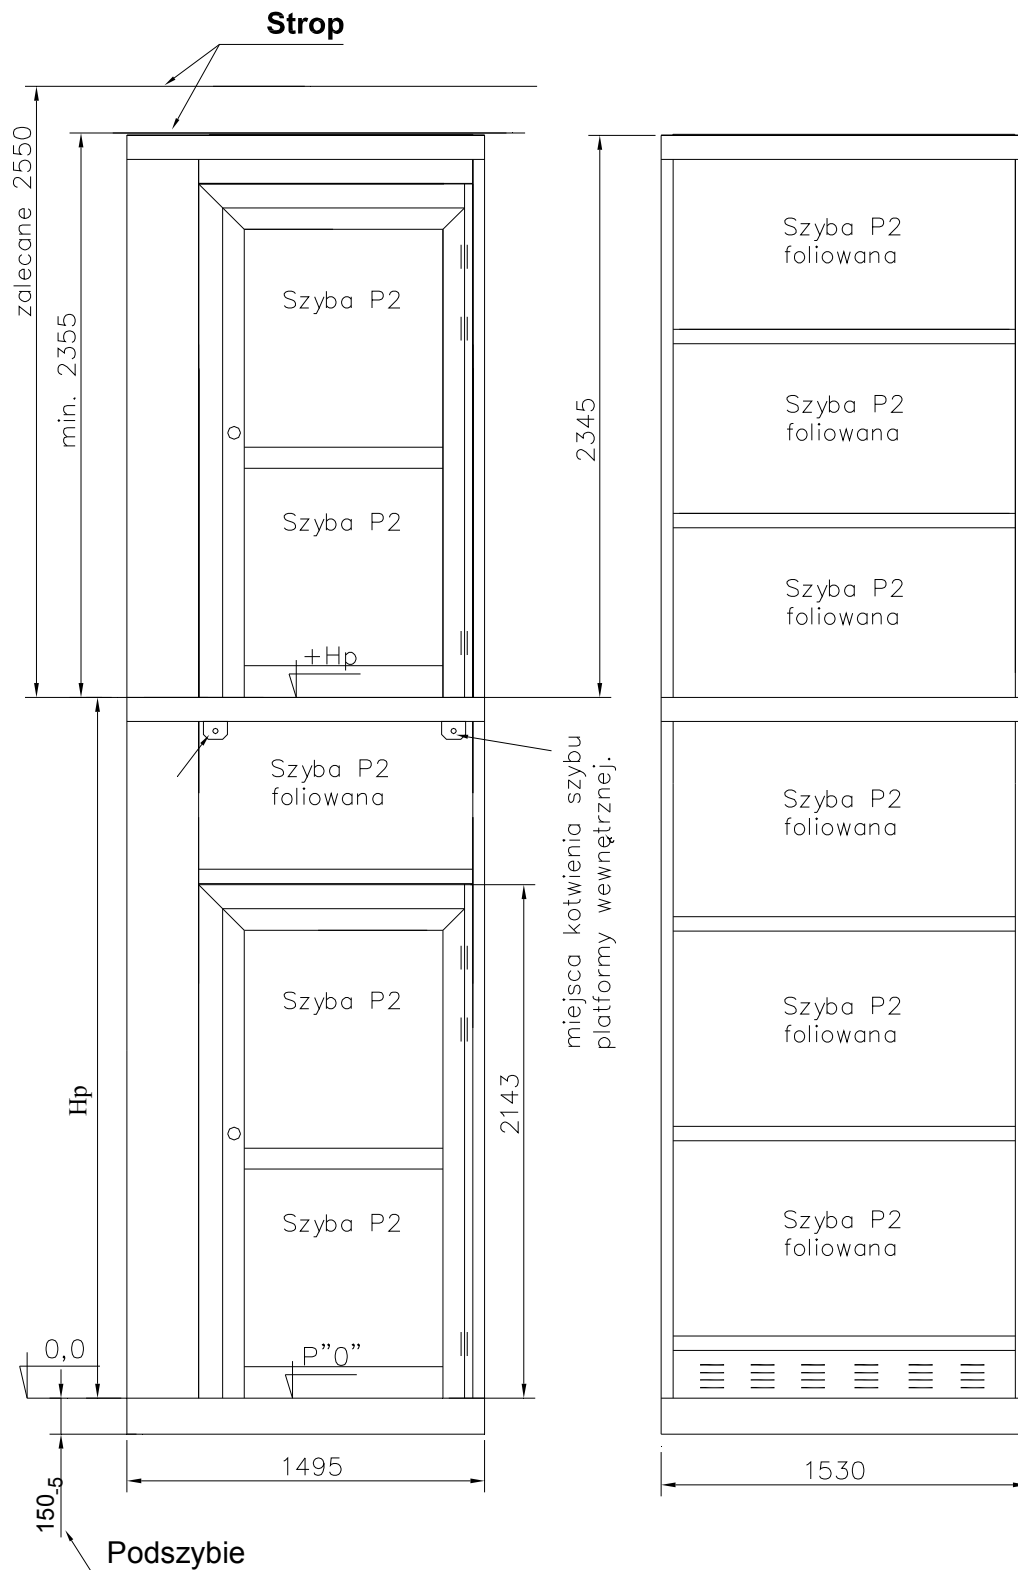 Strop
zalecane 2550
min. 2355
Szyba P2
Szyba P2
+Hp
Szyba P2
foliowana
miejsca kotwienia szybu
platformy wewnętrznej.
Hp
Szyba P2
Szyba P2
2143
0,0
P"0"
1495
150-5
Podszybie
2345
Szyba P2
foliowana
Szyba P2
foliowana
Szyba P2
foliowana
Szyba P2
foliowana
Szyba P2
foliowana
Szyba P2
foliowana
1530